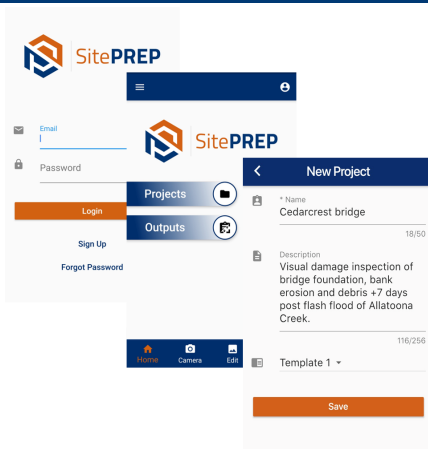 SitePREP
Email
Password
Login
Sign Up
Forgot Password
SitePREP
Projects
Outputs
Home
Camera
Edit
New Project
* Name
Cedarcrest bridge
18/50
Description
Visual damage inspection of
bridge foundation, bank
erosion and debris +7 days
post flash flood of Allatoona
Creek.
116/256
Template 1
Save